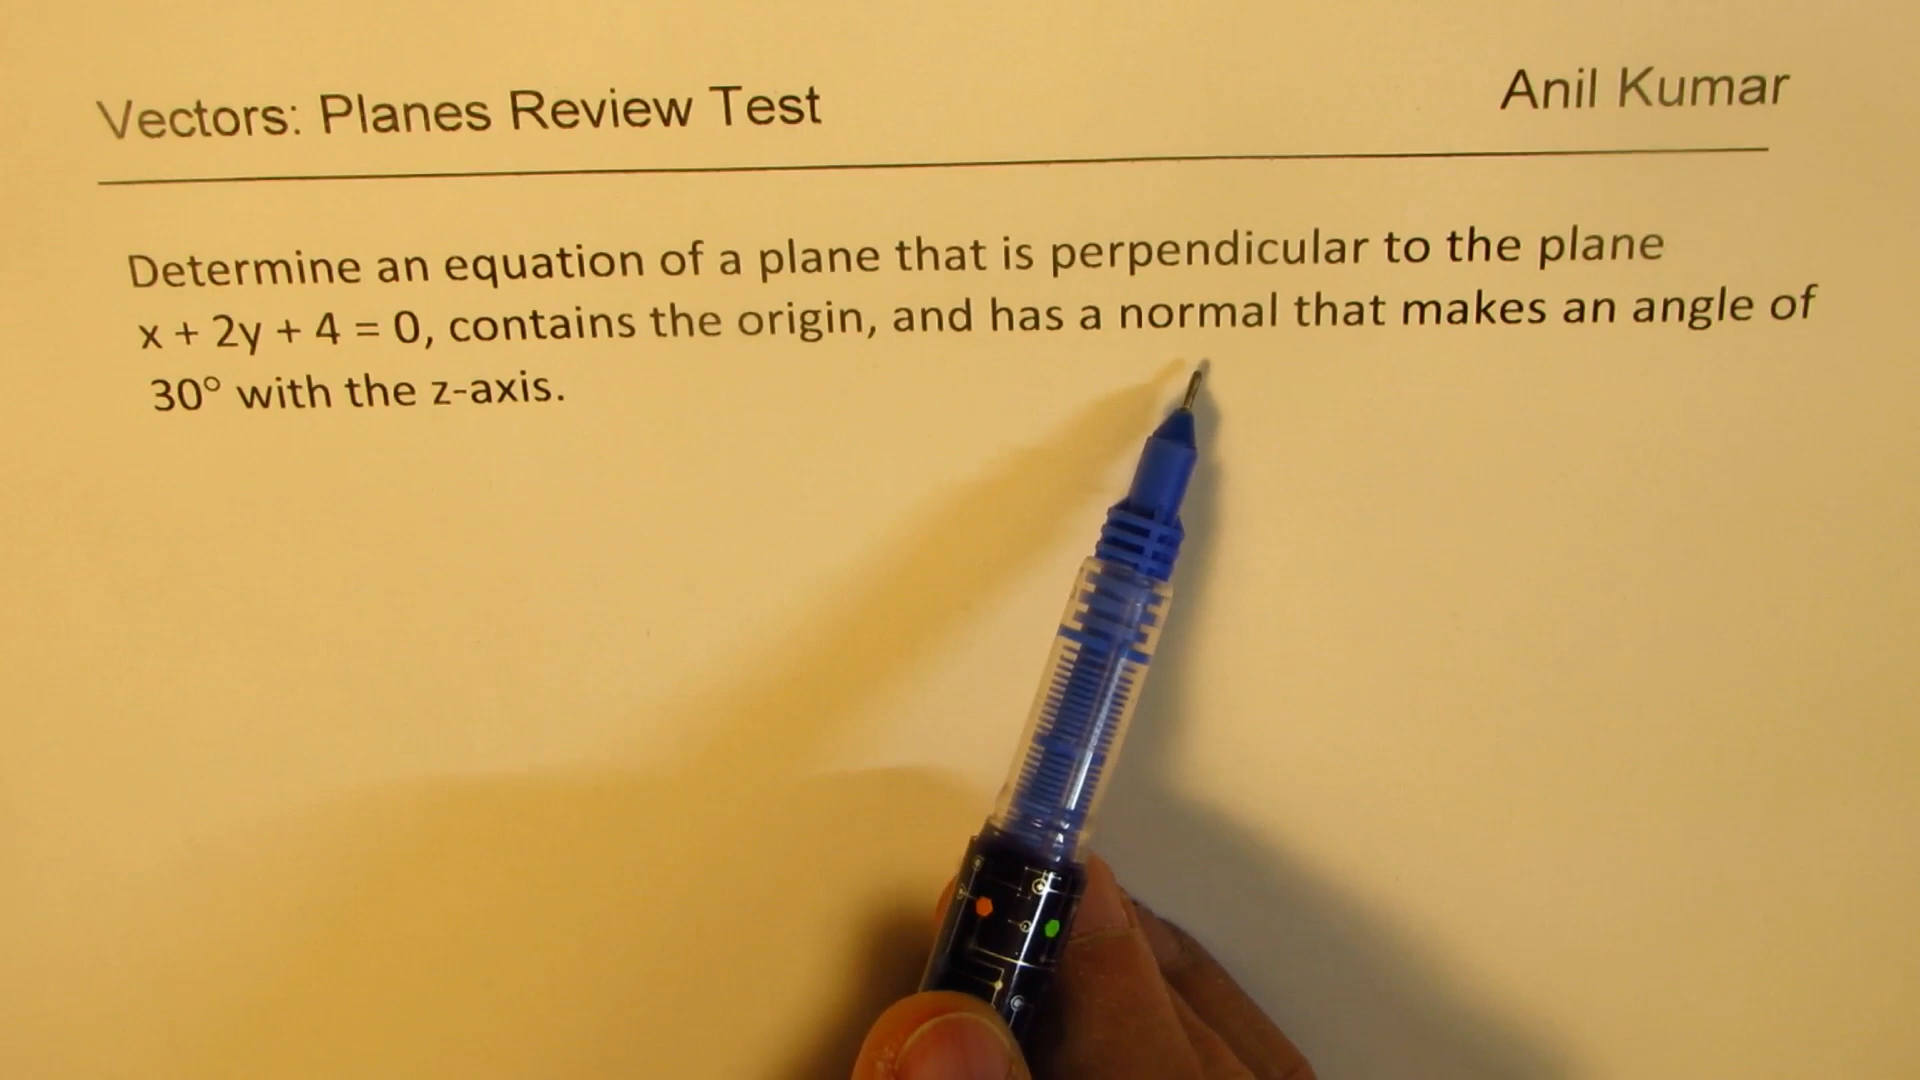 Vectors: Planes Review Test
Anil Kumar
Determine an equation of a plane that is perpendicular to the plane
x + 2y + 4 = 0, contains the origin, and has a normal that makes an angle of
30° with the z-axis.